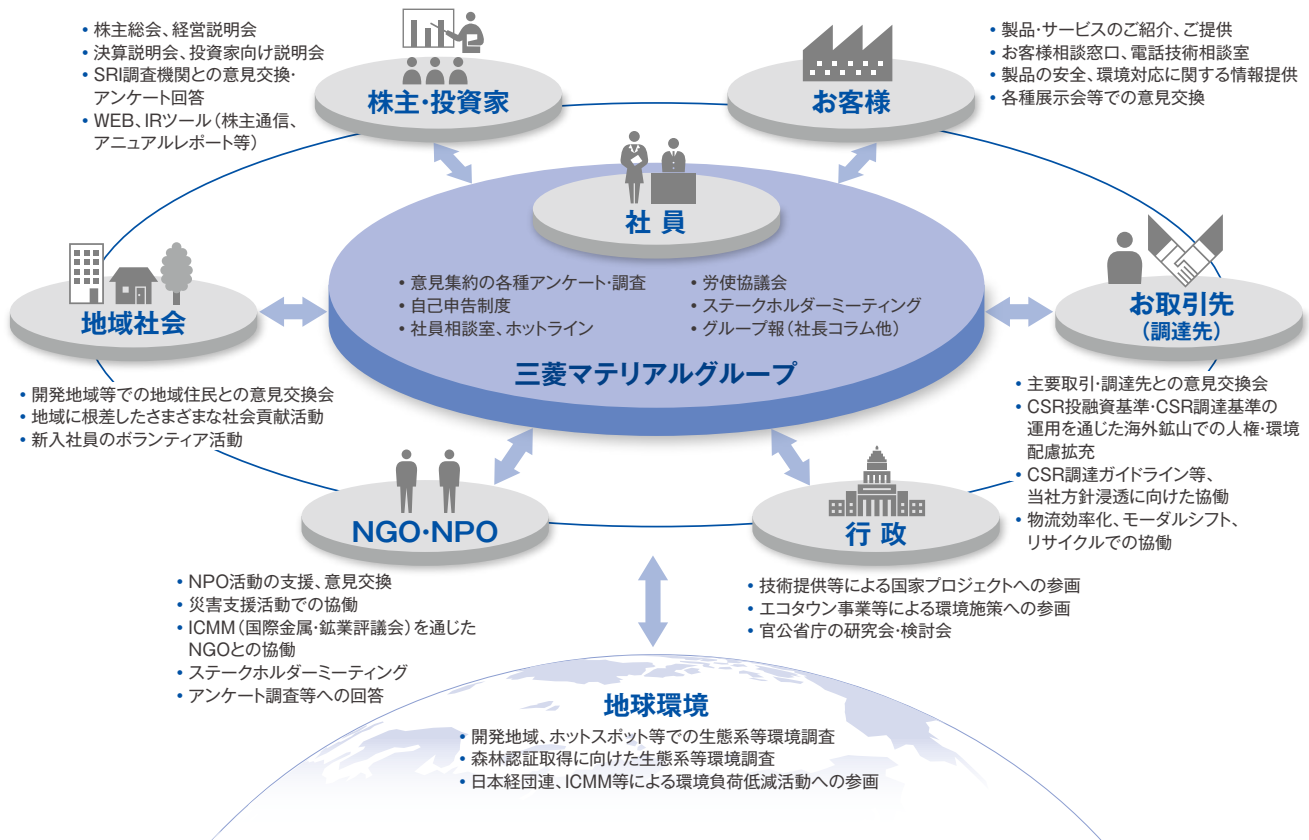 • 株主総会、経営説明会
• 決算説明会、投資家向け説明会
• SRI調査機関との意見交換・
アンケート回答
• WEB、IRツール（株主通信、
アニュアルレポート等）
株主・投資家
• 製品・サービスのご紹介、ご提供
• お客様相談窓口、電話技術相談室
• 製品の安全、環境対応に関する情報提供
• 各種展示会等での意見交換
お客様
社 員
• 意見集約の各種アンケート・調査
• 自己申告制度
• 社員相談室、ホットライン
• 労使協議会
• ステークホルダーミーティング
• グループ報（社長コラム他）
三菱マテリアルグループ
地域社会
• 開発地域等での地域住民との意見交換会
• 地域に根差したさまざまな社会貢献活動
• 新入社員のボランティア活動
お取引先
（調達先）
• 主要取引・調達先との意見交換会
• CSR投融資基準・CSR調達基準の
運用を通じた海外鉱山での人権・環境
配慮拡充
• CSR調達ガイドライン等、
当社方針浸透に向けた協働
• 物流効率化、モーダルシフト、
リサイクルでの協働
NGO・NPO
• NPO活動の支援、意見交換
• 災害支援活動での協働
• ICMM（国際金属・鉱業評議会）を通じた
NGOとの協働
• ステークホルダーミーティング
• アンケート調査等への回答
行 政
• 技術提供等による国家プロジェクトへの参画
• エコタウン事業等による環境施策への参画
• 官公省庁の研究会・検討会
地球環境
• 開発地域、ホットスポット等での生態系等環境調査
• 森林認証取得に向けた生態系等環境調査
• 日本経団連、ICMM等による環境負荷低減活動への参画